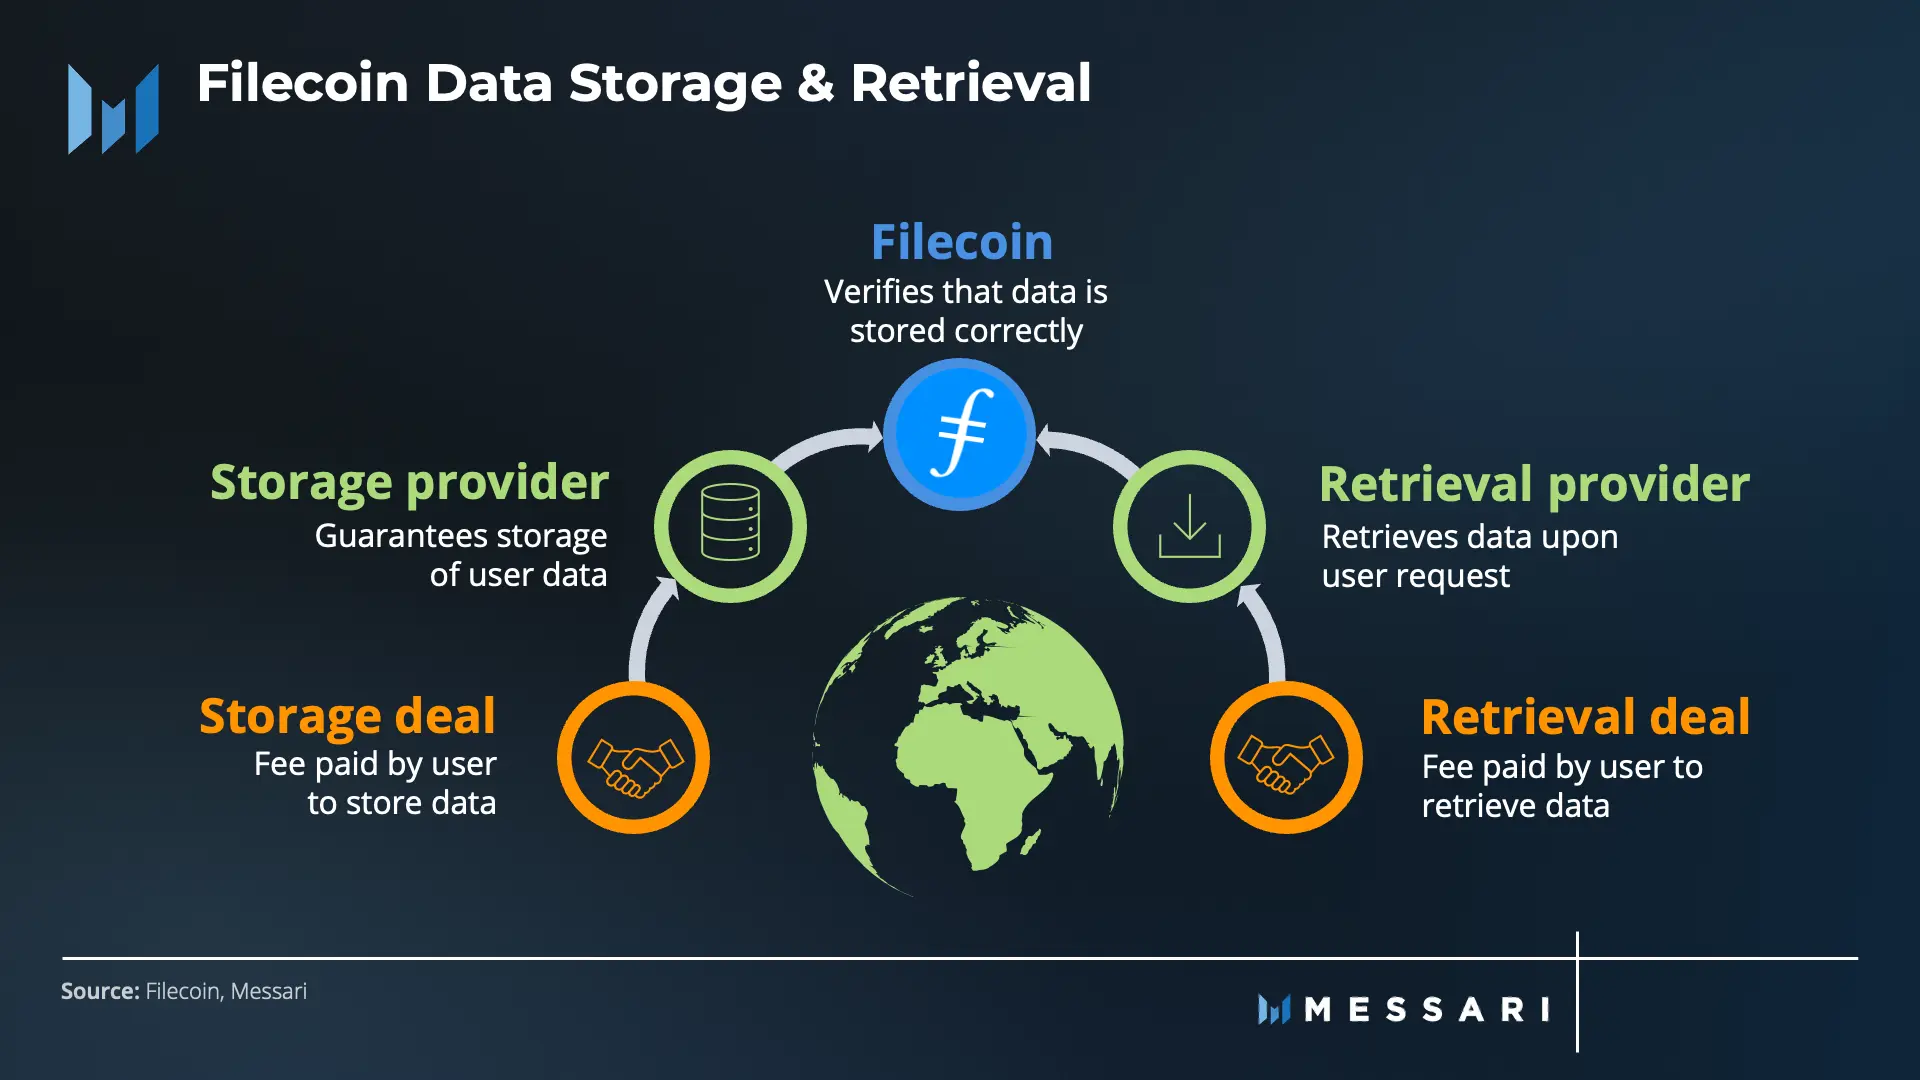 Filecoin Data Storage & Retrieval
Filecoin
Verifies that data is
stored correctly
Storage provider
Guarantees storage
of user data
Retrieval provider
Retrieves data upon
user request
Storage deal
Fee paid by user
to store data
Retrieval deal
Fee paid by user to
retrieve data
Source: Filecoin, Messari
MESSARI